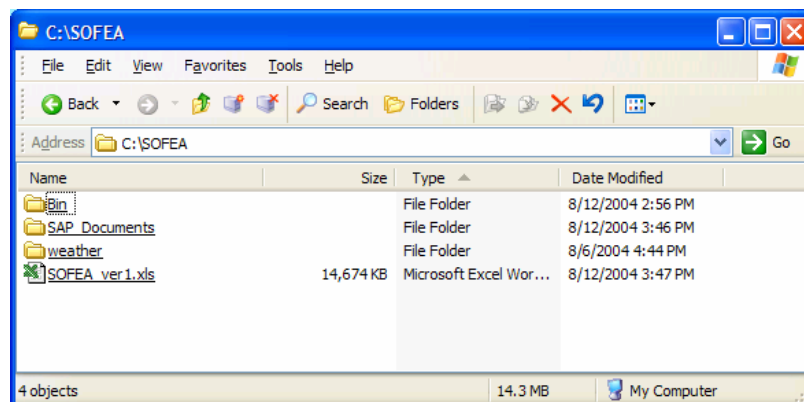 C:\SOFEA
File Edit View Favorites Tools Help
Back Search Folders
Address C:\SOFEA Go
Name Size Type Date Modified
Bin File Folder 8/12/2004 2:56 PM
SAP_Documents File Folder 8/12/2004 3:46 PM
weather File Folder 8/6/2004 4:44 PM
SOFEA_ver1.xls 14,674 KB Microsoft Excel Wor... 8/12/2004 3:47 PM
4 objects 14.3 MB My Computer